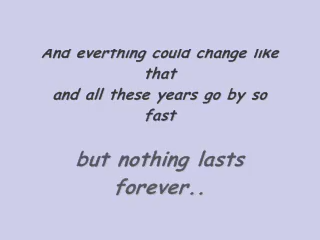 And everthing could change like
that
and all these years go by so
fast
but nothing lasts
forever..